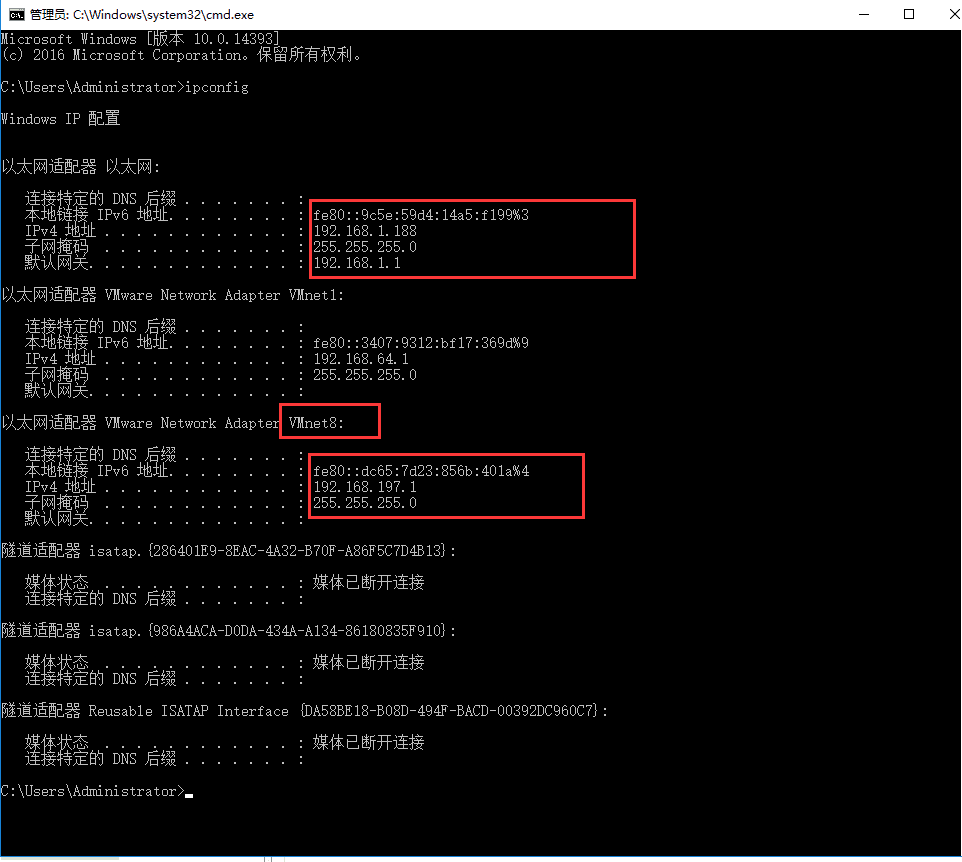 管理员: C:\Windows\system32\cmd.exe
Microsoft Windows [版本 10.0.14393]
(c) 2016 Microsoft Corporation。保留所有权利。
C:\Users\Administrator>ipconfig
Windows IP 配置
以太网适配器 以太网:
连接特定的 DNS 后缀 . . . . . . . :
本地链接 IPv6 地址. . . . . . . . : fe80::9c5e:59d4:14a5:f199%3
IPv4 地址 . . . . . . . . . . . . : 192.168.1.188
子网掩码  . . . . . . . . . . . . : 255.255.255.0
默认网关. . . . . . . . . . . . . : 192.168.1.1
以太网适配器 VMware Network Adapter VMnet1:
连接特定的 DNS 后缀 . . . . . . . :
本地链接 IPv6 地址. . . . . . . . : fe80::3407:9312:bf17:369d%9
IPv4 地址 . . . . . . . . . . . . : 192.168.64.1
子网掩码  . . . . . . . . . . . . : 255.255.255.0
默认网关. . . . . . . . . . . . . :
以太网适配器 VMware Network Adapter VMnet8:
连接特定的 DNS 后缀 . . . . . . . :
本地链接 IPv6 地址. . . . . . . . : fe80::dc65:7d23:856b:401a%4
IPv4 地址 . . . . . . . . . . . . : 192.168.197.1
子网掩码  . . . . . . . . . . . . : 255.255.255.0
默认网关. . . . . . . . . . . . . :
隧道适配器 isatap.{286401E9-8EAC-4A32-B70F-A86F5C7D4B13}:
媒体状态  . . . . . . . . . . . . : 媒体已断开连接
连接特定的 DNS 后缀 . . . . . . . :
隧道适配器 isatap.{986A4ACA-D0DA-434A-A134-86180835F910}:
媒体状态  . . . . . . . . . . . . : 媒体已断开连接
连接特定的 DNS 后缀 . . . . . . . :
隧道适配器 Reusable ISATAP Interface {DA58BE18-B08D-494F-BACD-00392DC960C7}:
媒体状态  . . . . . . . . . . . . : 媒体已断开连接
连接特定的 DNS 后缀 . . . . . . . :
C:\Users\Administrator>